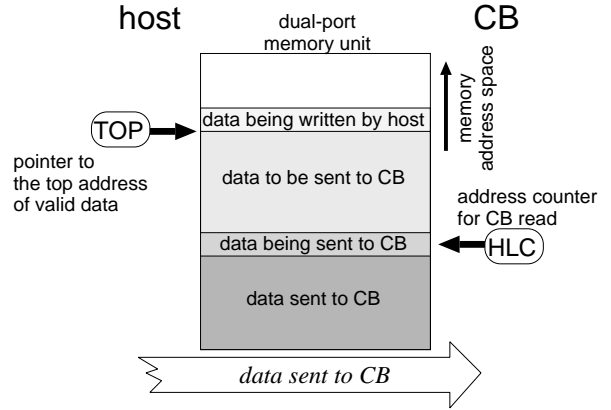 host
dual-port
memory unit
CB
memory
address space
data being written by host
TOP
pointer to
the top address
of valid data
data to be sent to CB
address counter
for CB read
data being sent to CB
HLC
data sent to CB
data sent to CB